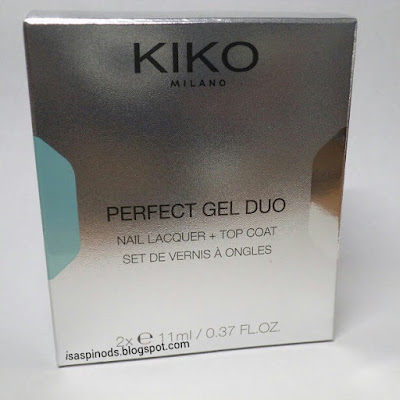 KIKO
MILANO
PERFECT GEL DUO
NAIL LACQUER + TOP COAT
SET DE VERNIS À ONGLES
2x ℮ 11ml / 0.37 FL.OZ.
isaspinods.blogspot.com